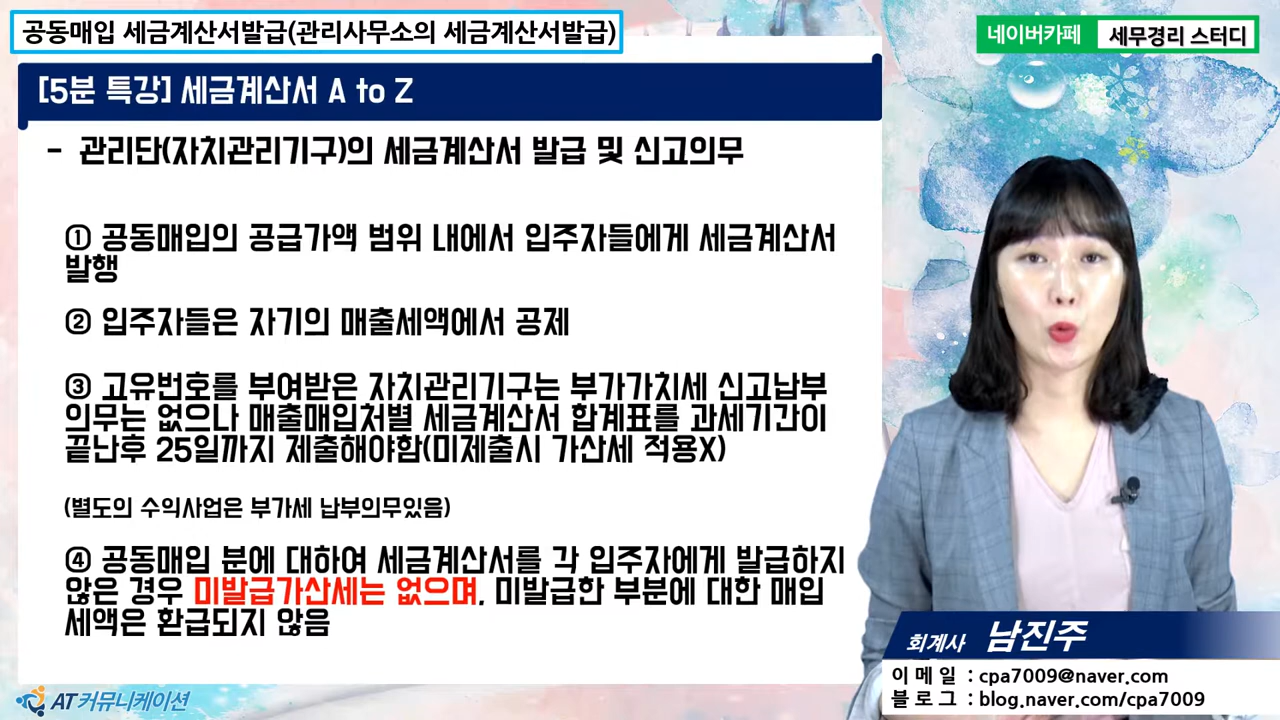 공동매입 세금계산서발급(관리사무소의 세금계산서발급)
네이버카페 세무경리 스터디
[5분 특강] 세금계산서 A to Z
- 관리단(자치관리기구)의 세금계산서 발급 및 신고의무
① 공동매입의 공급가액 범위 내에서 입주자들에게 세금계산서
발행
② 입주자들은 자기의 매출세액에서 공제
③ 고유번호를 부여받은 자치관리기구는 부가가치세 신고납부
의무는 없으나 매출매입처별 세금계산서 합계표를 과세기간이
끝난후 25일까지 제출해야함(미제출시 가산세 적용X)
(별도의 수익사업은 부가세 납부의무있음)
④ 공동매입 분에 대하여 세금계산서를 각 입주자에게 발급하지
않은 경우 미발급가산세는 없으며, 미발급한 부분에 대한 매입
세액은 환급되지 않음
회계사 남진주
이 메 일 : cpa7009@naver.com
블 로 그 : blog.naver.com/cpa7009
AT커뮤니케이션